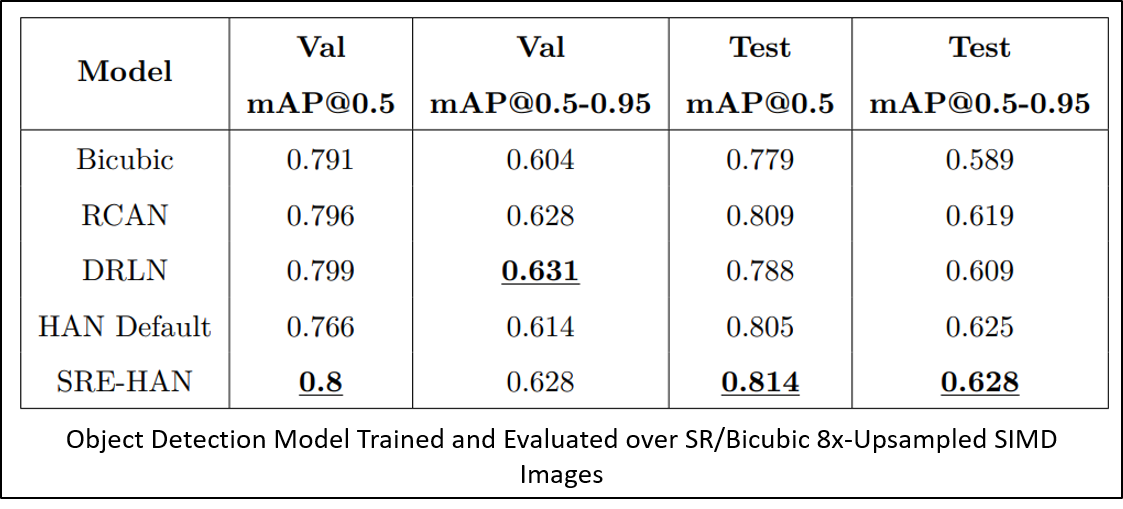 Model Val Val Test Test
mAP@0.5 mAP@0.5-0.95 mAP@0.5 mAP@0.5-0.95
Bicubic 0.791 0.604 0.779 0.589
RCAN 0.796 0.628 0.809 0.619
DRLN 0.799 0.631 0.788 0.609
HAN Default 0.766 0.614 0.805 0.625
SRE-HAN 0.8 0.628 0.814 0.628
Object Detection Model Trained and Evaluated over SR/Bicubic 8x-Upsampled SIMD
Images